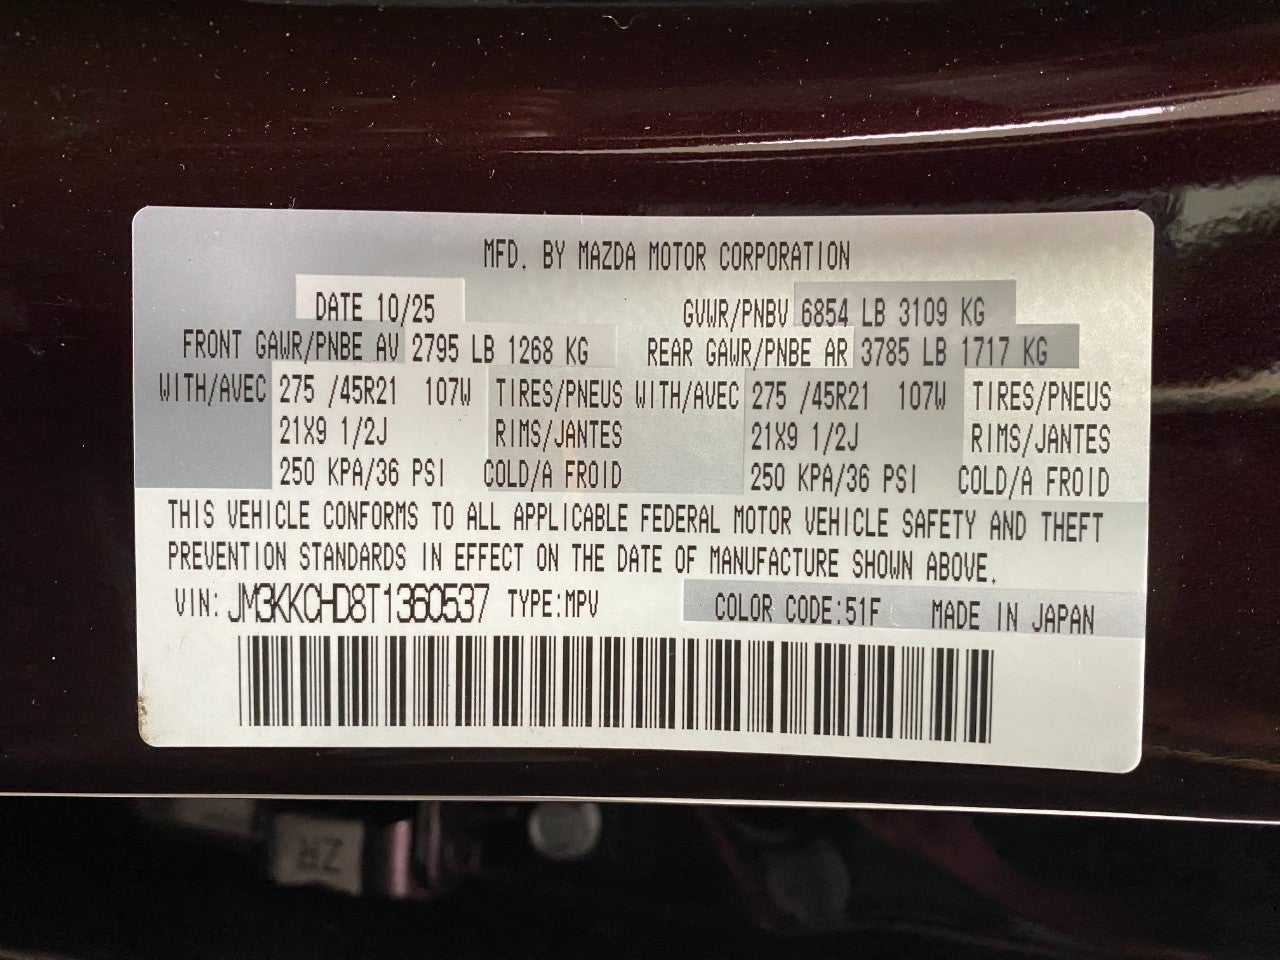 MFD. BY MAZDA MOTOR CORPORATION
DATE 10/25 GVWR/PNBV 6854 LB 3109 KG
FRONT GAWR/PNBE AV 2795 LB 1268 KG REAR GAWR/PNBE AR 3785 LB 1717 KG
WITH/AVEC 275 /45R21 107W TIRES/PNEUS WITH/AVEC 275 /45R21 107W TIRES/PNEUS
21X9 1/2J RIMS/JANTES 21X9 1/2J RIMS/JANTES
250 KPA/36 PSI COLD/A FROID 250 KPA/36 PSI COLD/A FROID
THIS VEHICLE CONFORMS TO ALL APPLICABLE FEDERAL MOTOR VEHICLE SAFETY AND THEFT
PREVENTION STANDARDS IN EFFECT ON THE DATE OF MANUFACTURE SHOWN ABOVE.
VIN: JM3KKCHD8T1360537 TYPE:MPV COLOR CODE:51F MADE IN JAPAN
ZR